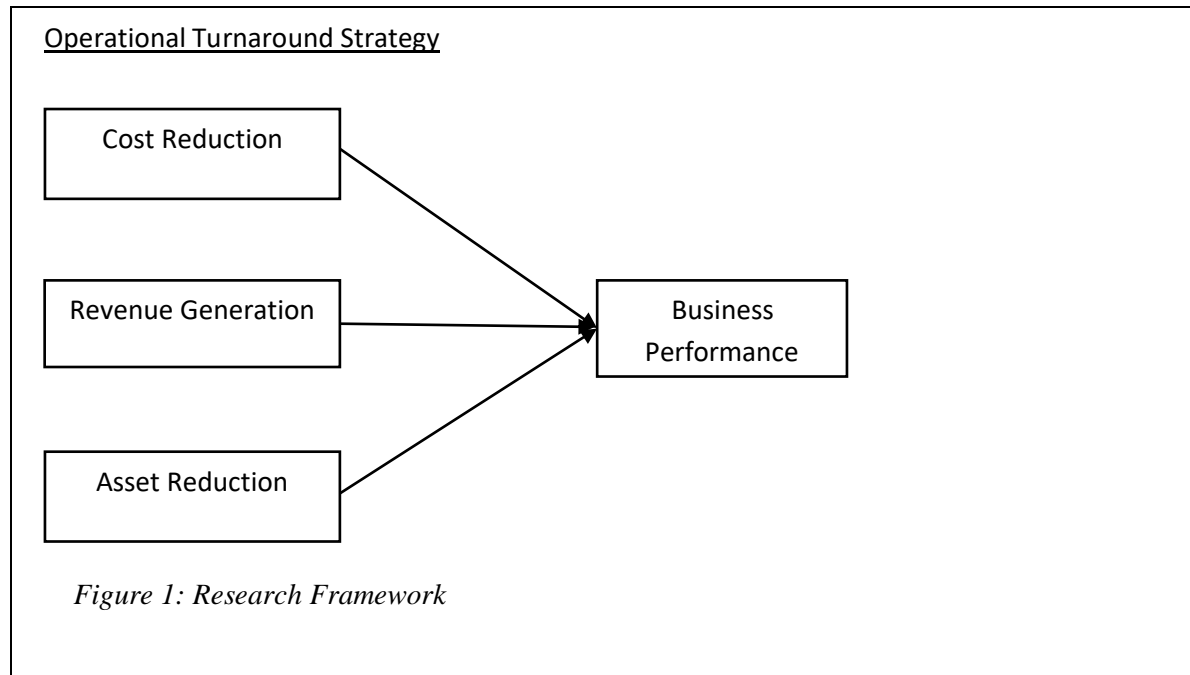 Operational Turnaround Strategy
Cost Reduction
Revenue Generation
Business
Performance
Asset Reduction
Figure 1: Research Framework